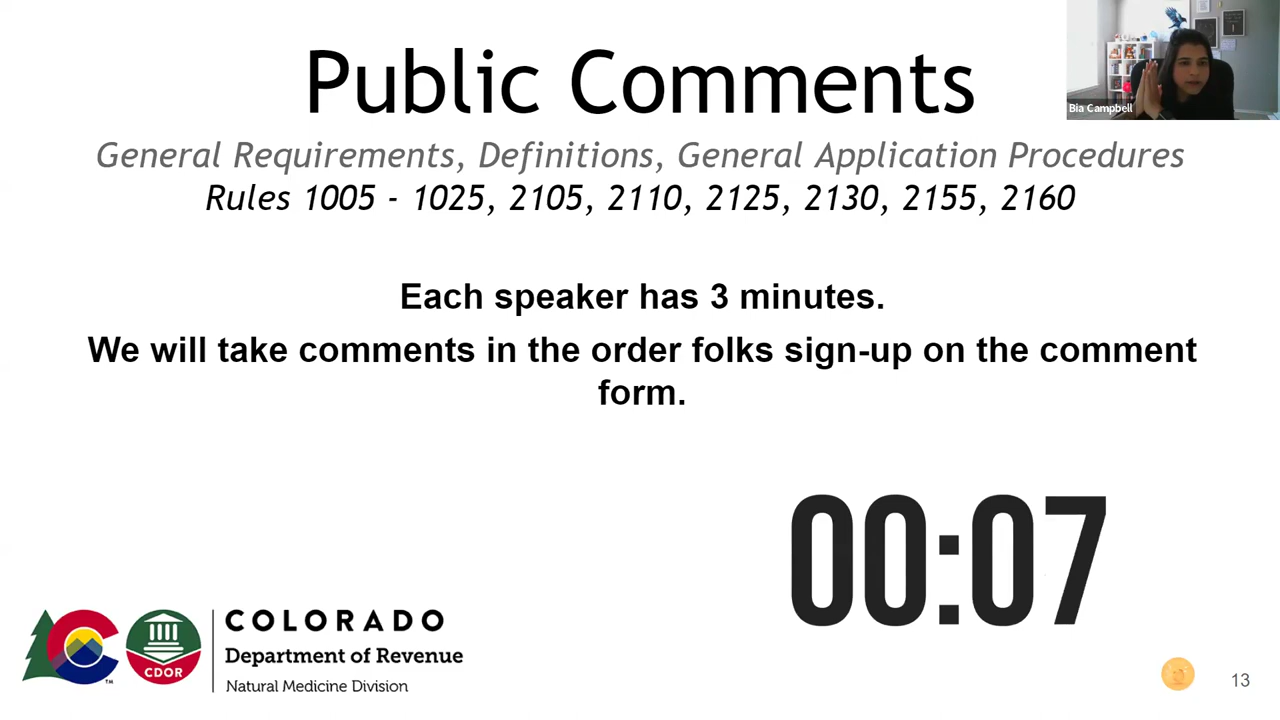 Public Comments
Bia Campbell
General Requirements, Definitions, General Application Procedures
Rules 1005 - 1025, 2105, 2110, 2125, 2130, 2155, 2160
Each speaker has 3 minutes.
We will take comments in the order folks sign-up on the comment
form.
00:07
COLORADO
Department of Revenue
Natural Medicine Division
CDOR
TM
13